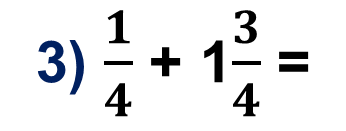 3) 1/4 + 1 3/4 =